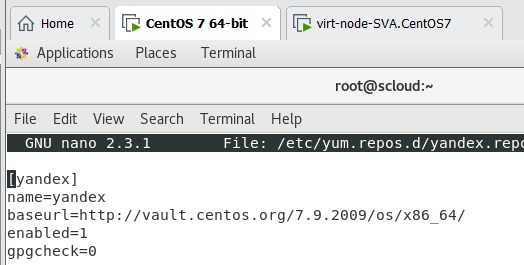 Home CentOS 7 64-bit virt-node-SVA.CentOS7
Applications Places Terminal
root@scloud:~
File Edit View Search Terminal Help
GNU nano 2.3.1 File: /etc/yum.repos.d/yandex.repo
[yandex]
name=yandex
baseurl=http://vault.centos.org/7.9.2009/os/x86_64/
enabled=1
gpgcheck=0